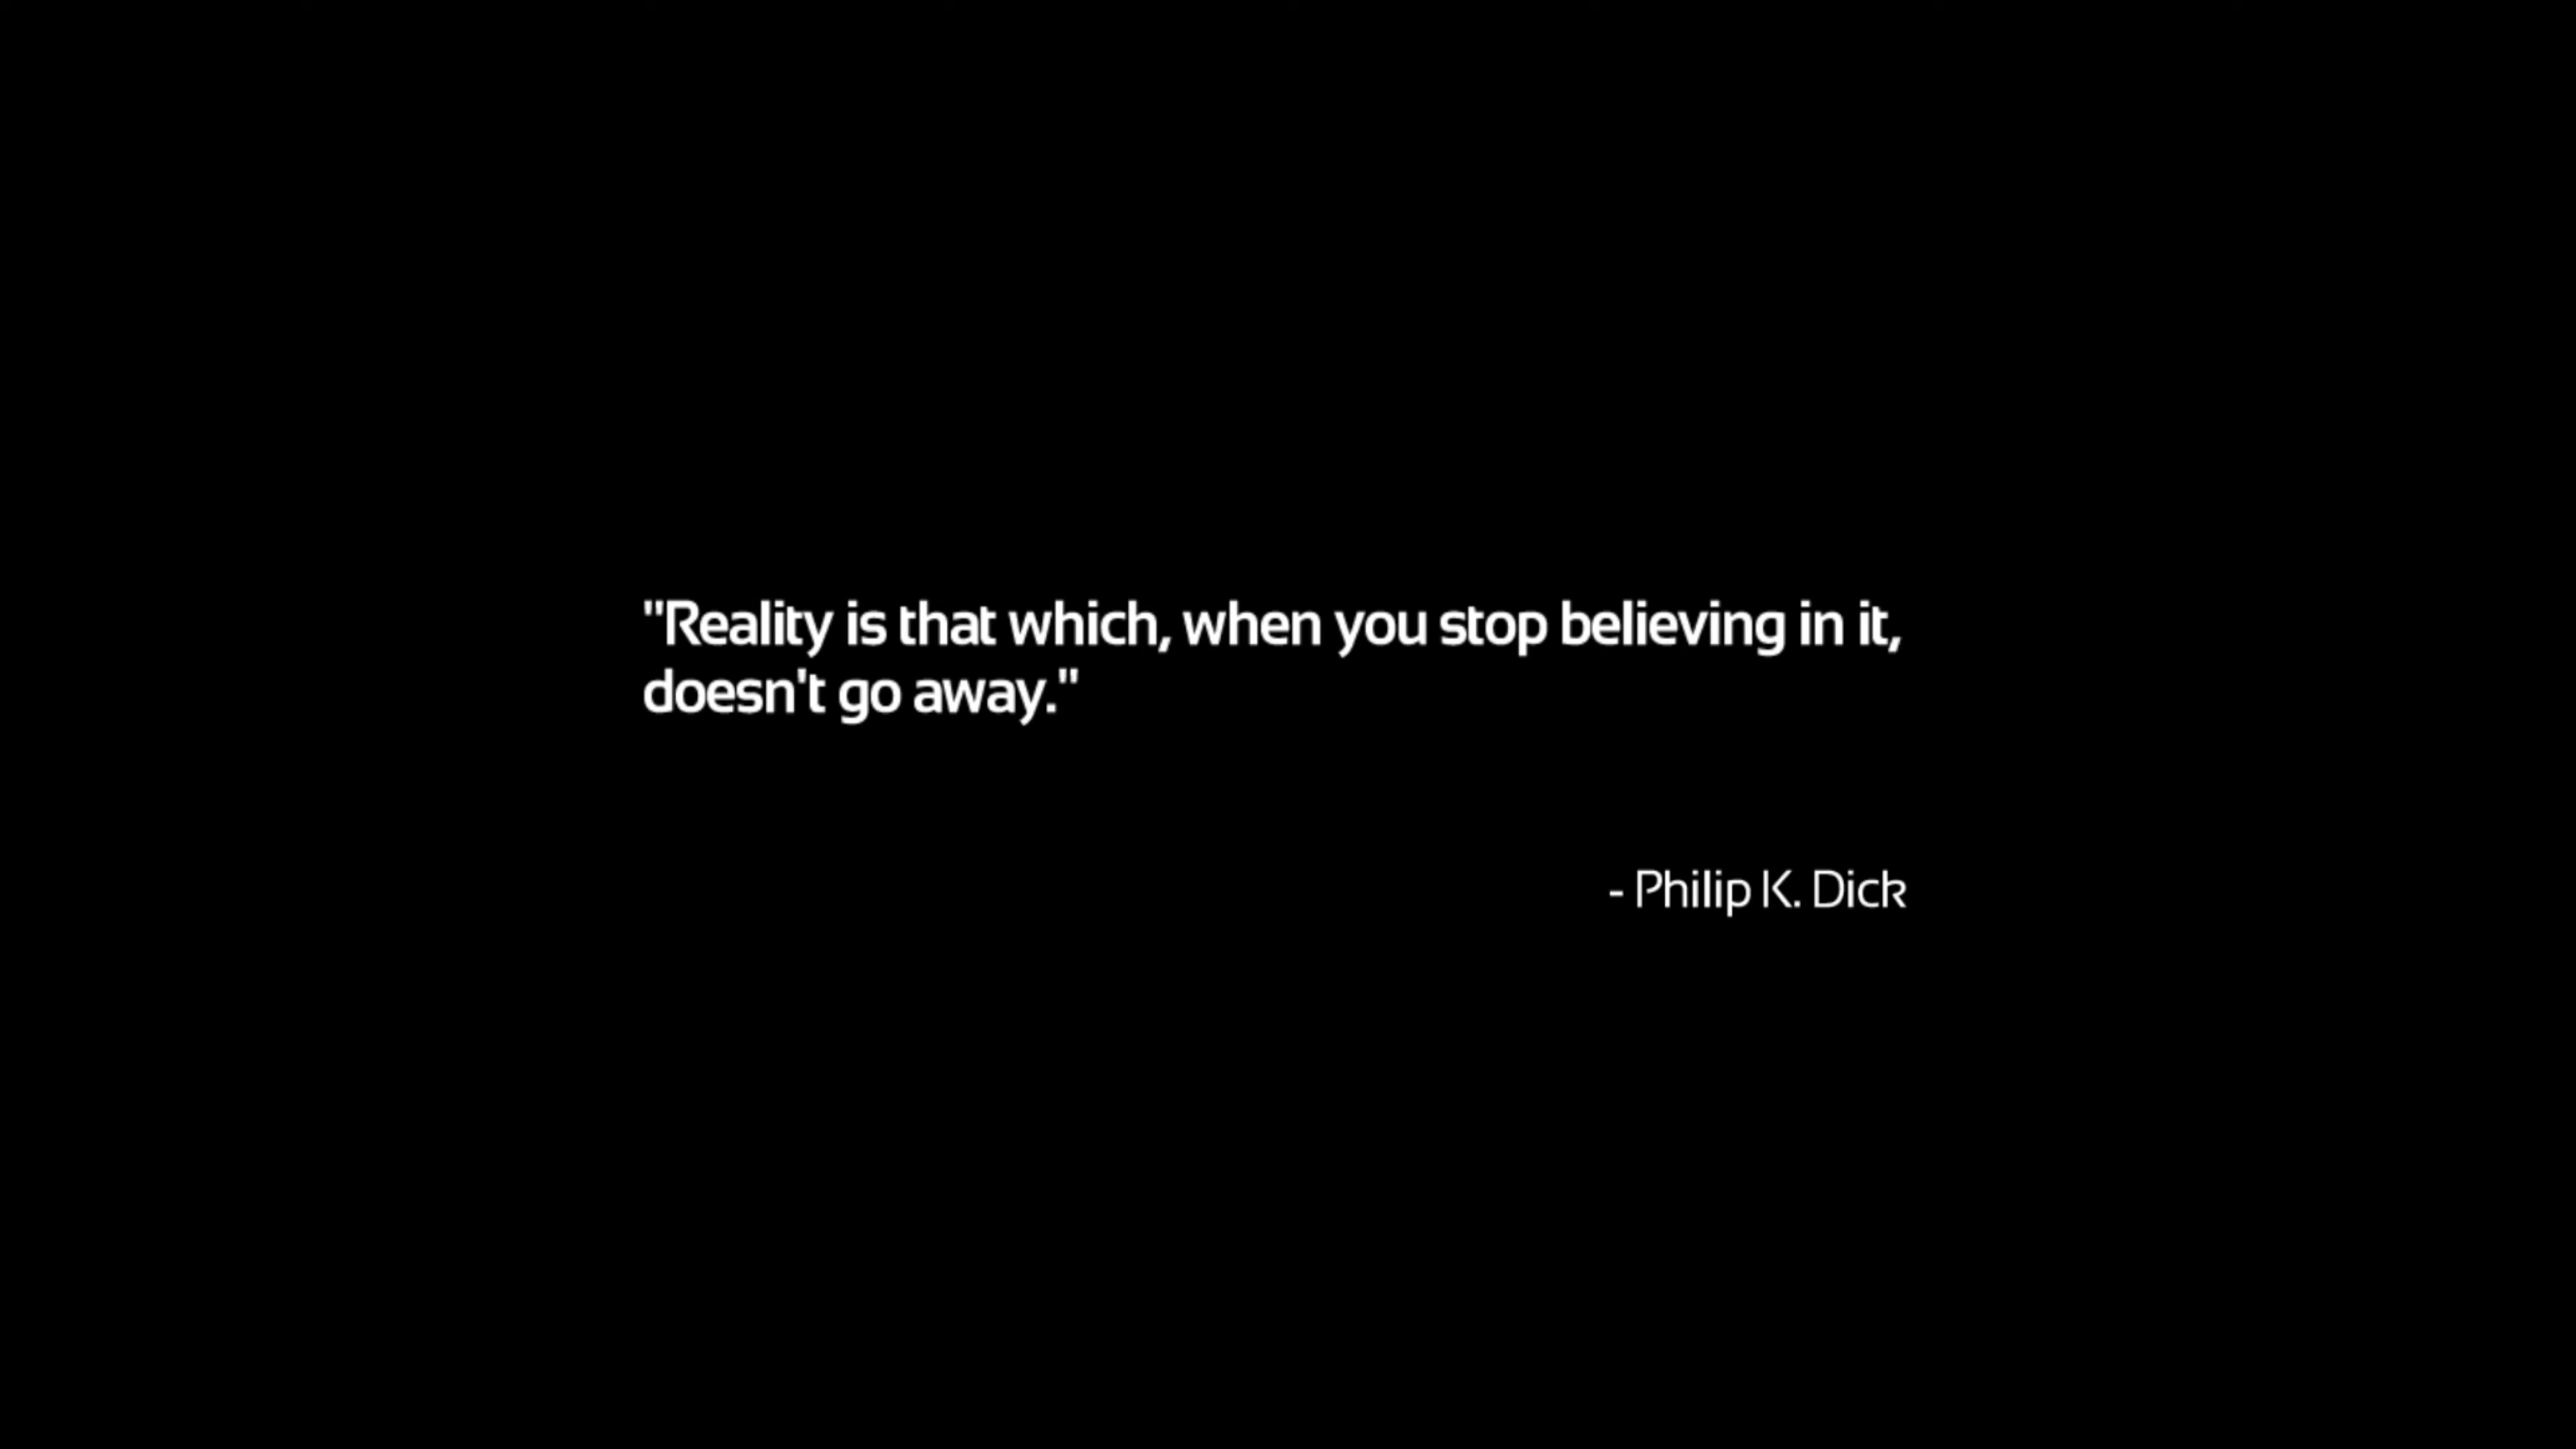 "Reality is that which, when you stop believing in it,
doesn't go away."
- Philip K. Dick